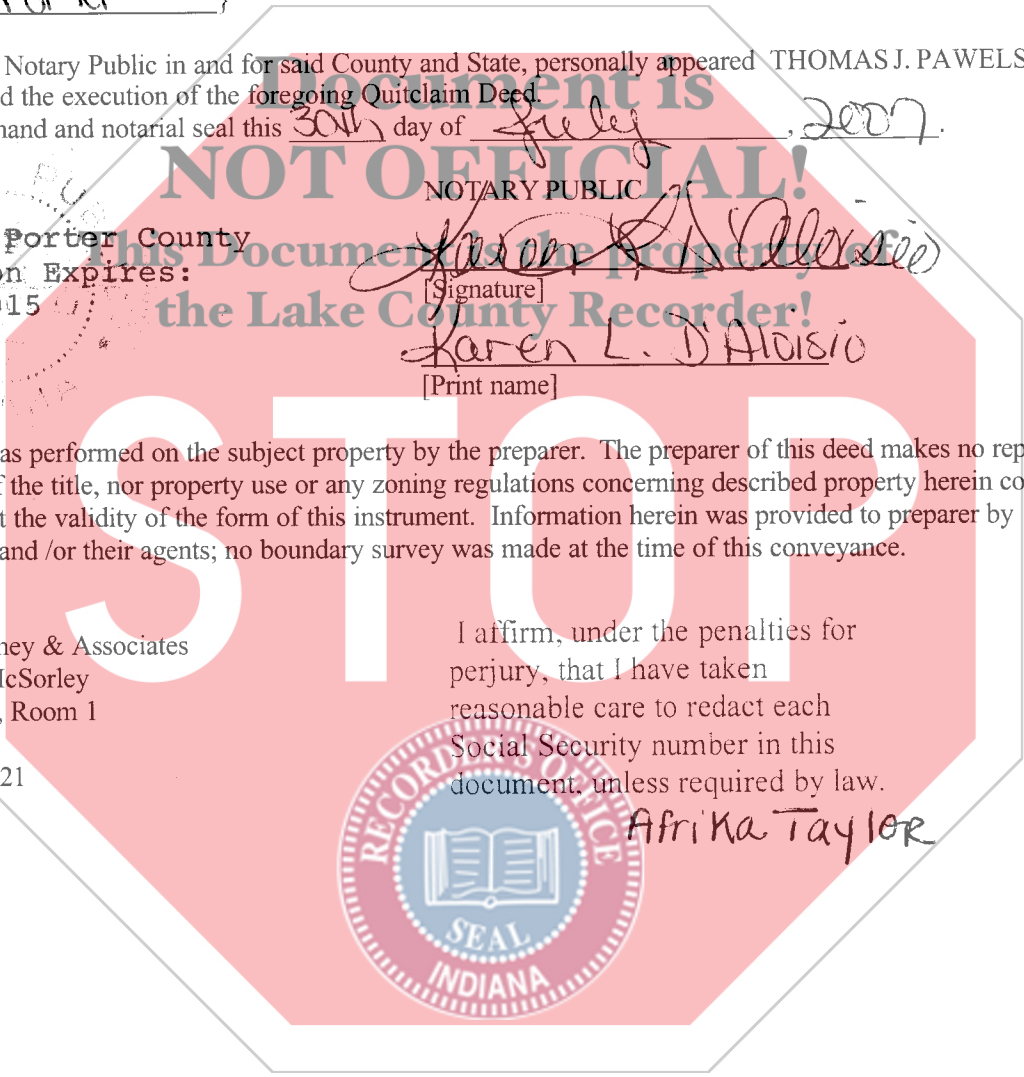 Notary Public in and for said County and State, personally appeared THOMAS J. PAWELS
d the execution of the foregoing Quitclaim Deed.
hand and notarial seal this 30th day of July, 2007.
Document is
NOT OFFICIAL!
This Document is the property of
the Lake County Recorder!
NOTARY PUBLIC
Porter County
n Expires:
15
[Signature]
Karen L. D'Aloisio
[Print name]
STOP
as performed on the subject property by the preparer. The preparer of this deed makes no rep
f the title, nor property use or any zoning regulations concerning described property herein co
t the validity of the form of this instrument. Information herein was provided to preparer by
and /or their agents; no boundary survey was made at the time of this conveyance.
ney & Associates
McSorley
, Room 1
21
I affirm, under the penalties for
perjury, that I have taken
reasonable care to redact each
Social Security number in this
document, unless required by law.
Afrika Taylor
RECORDER'S OFFICE
SEAL
INDIANA